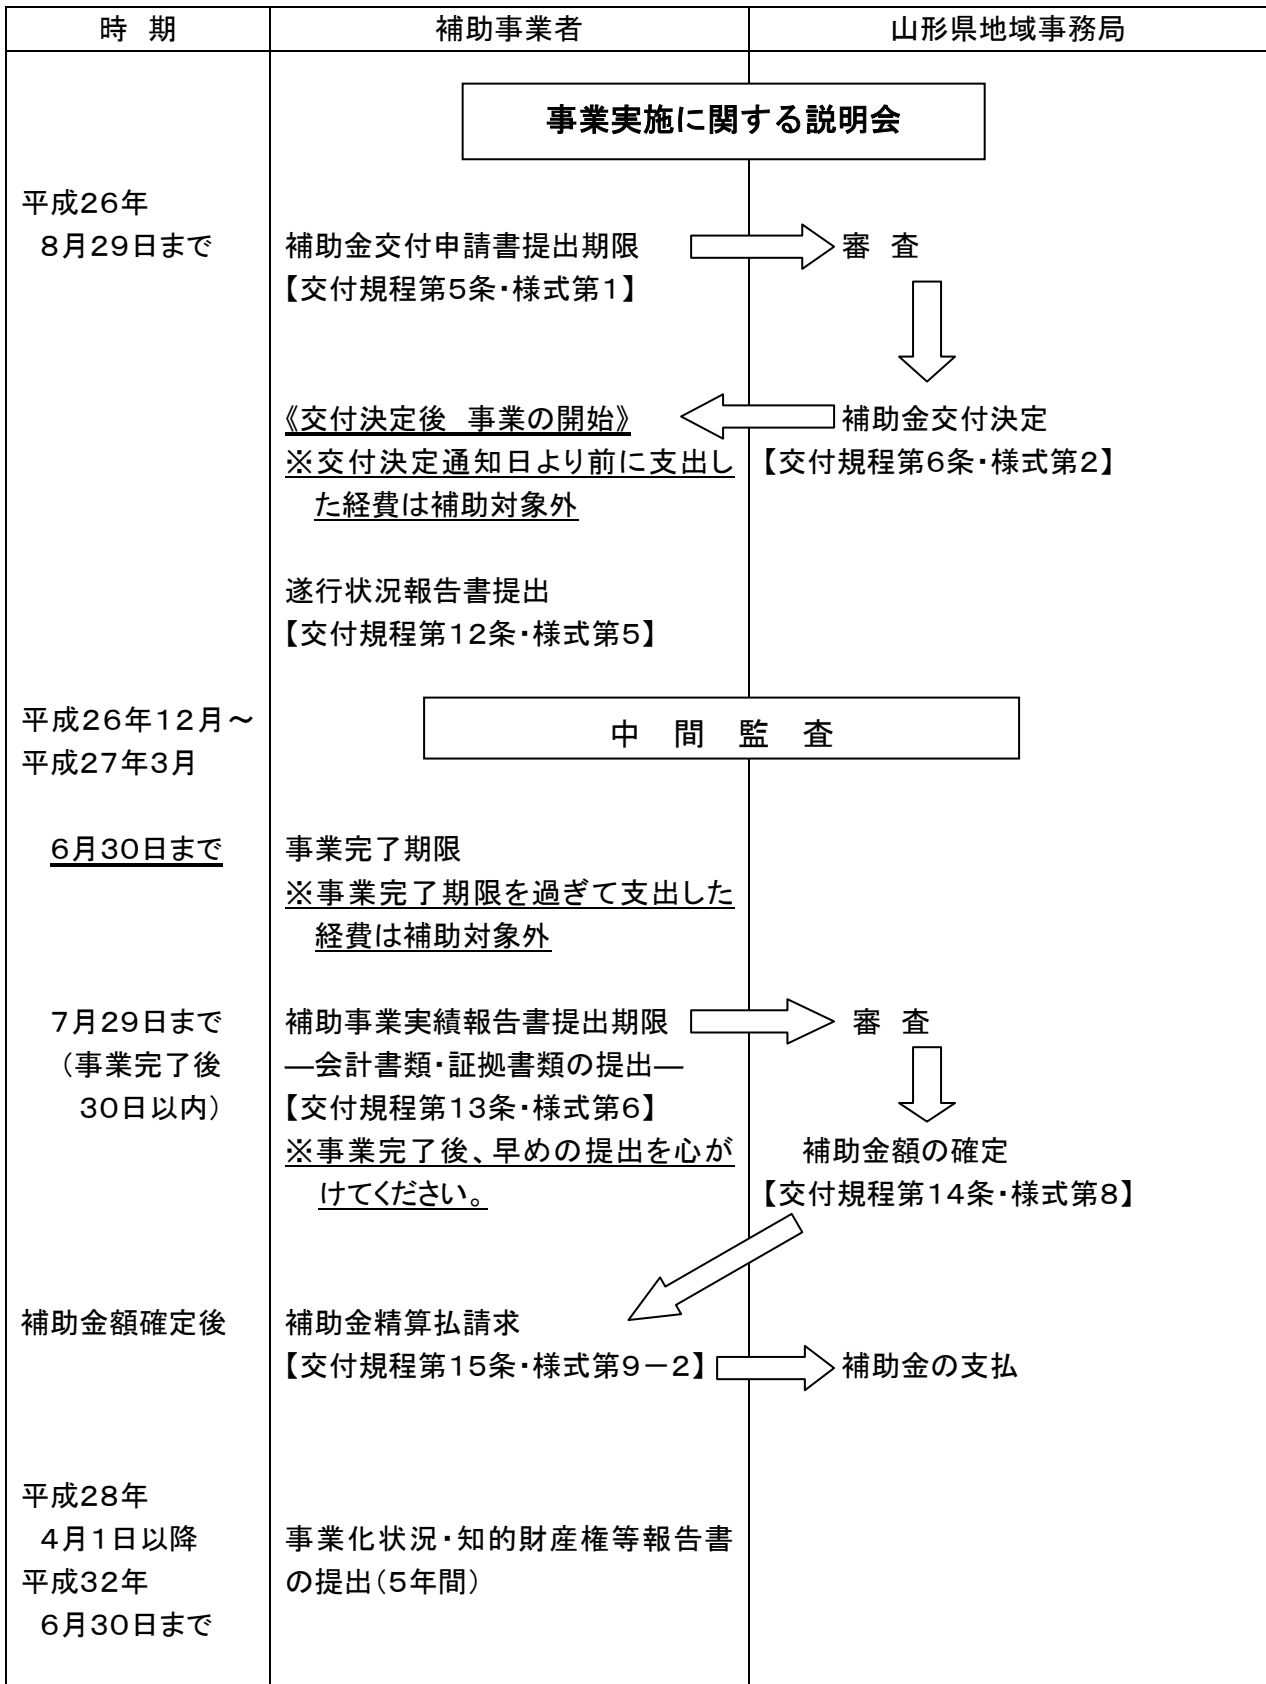 時 期 補助事業者 山形県地域事務局
事業実施に関する説明会
平成26年
8月29日まで 補助金交付申請書提出期限 審 査
【交付規程第5条・様式第1】
《交付決定後 事業の開始》 補助金交付決定
※交付決定通知日より前に支出し 【交付規程第6条・様式第2】
た経費は補助対象外
遂行状況報告書提出
【交付規程第12条・様式第5】
平成26年12月～
中 間 監 査
平成27年3月
6月30日まで 事業完了期限
※事業完了期限を過ぎて支出した
経費は補助対象外
7月29日まで 補助事業実績報告書提出期限 審 査
（事業完了後 ―会計書類・証拠書類の提出―
30日以内） 【交付規程第13条・様式第6】
※事業完了後、早めの提出を心が 補助金額の確定
けてください。 【交付規程第14条・様式第8】
補助金額確定後 補助金精算払請求
【交付規程第15条・様式第9－2】 補助金の支払
平成28年
4月1日以降 事業化状況・知的財産権等報告書
平成32年 の提出（5年間）
6月30日まで